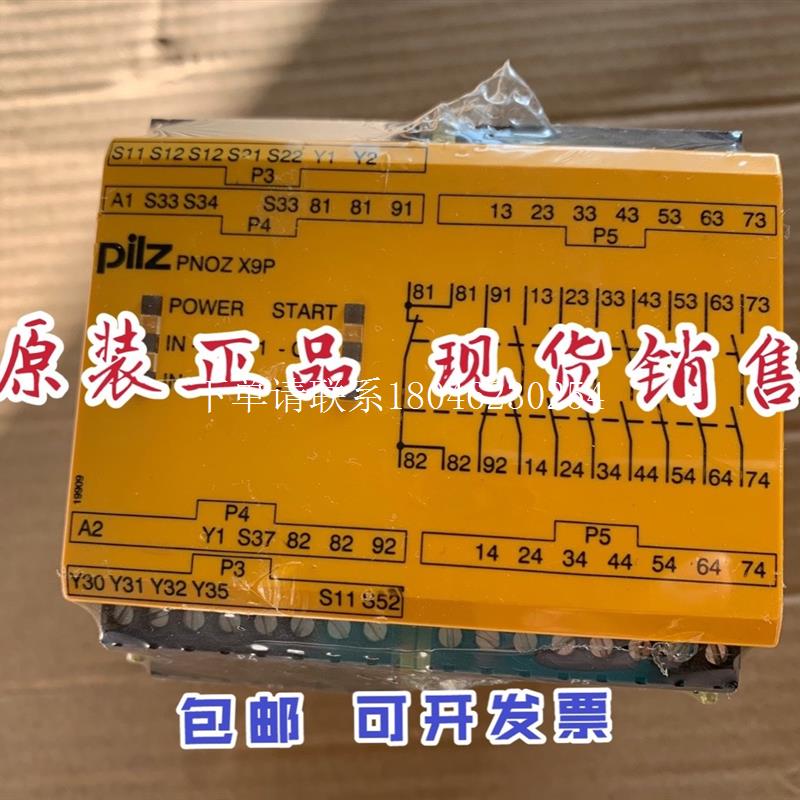 S11 S12 S12 S21 S22 Y1 Y2
P3
A1 S33 S34 S33 81 81 91
P4
13 23 33 43 53 63 73
P5
pilz PNOZ X9P
POWER START
IN
81 81 91 13 23 33 43 53 63 73
原装正品 现货销售
82 82 92 14 24 34 44 54 64 74
19909
P4
A2 Y1 S37 82 82 92
P3
Y30 Y31 Y32 Y35 S11 S52
P5
14 24 34 44 54 64 74
包邮 可开发票